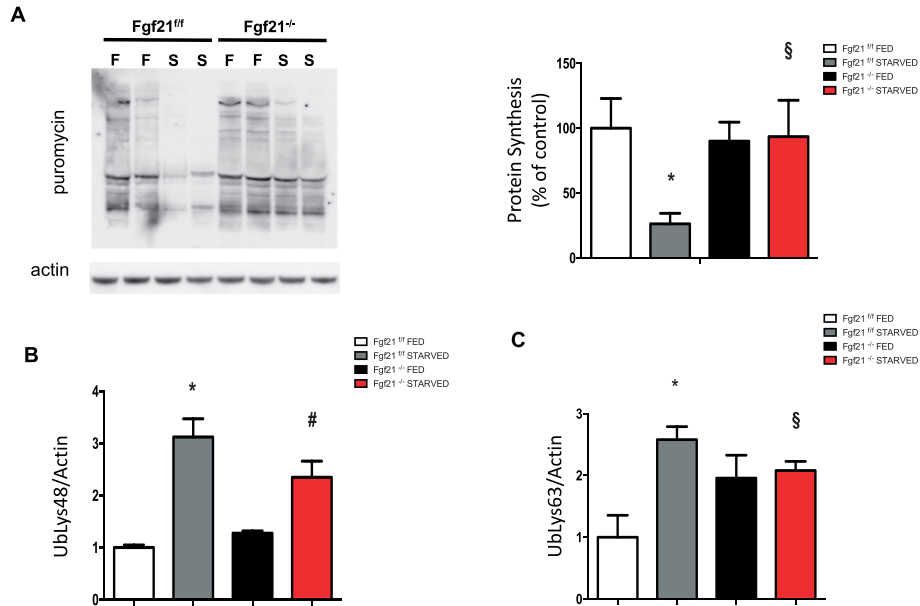 A
Fgf21f/f Fgf21-/-
F F S S F F S S
puromycin
actin
§
Fgf21 f/f FED
Fgf21 f/f STARVED
Fgf21 -/- FED
Fgf21 -/- STARVED
Protein Synthesis
(% of control)
150
100
50
0
*
B
Fgf21 f/f FED
Fgf21 f/f STARVED
Fgf21 -/- FED
Fgf21 -/- STARVED
UbLys48/Actin
4
3
2
1
0
*
#
C
Fgf21 f/f FED
Fgf21 f/f STARVED
Fgf21 -/- FED
Fgf21 -/- STARVED
UbLys63/Actin
3
2
1
0
*
§